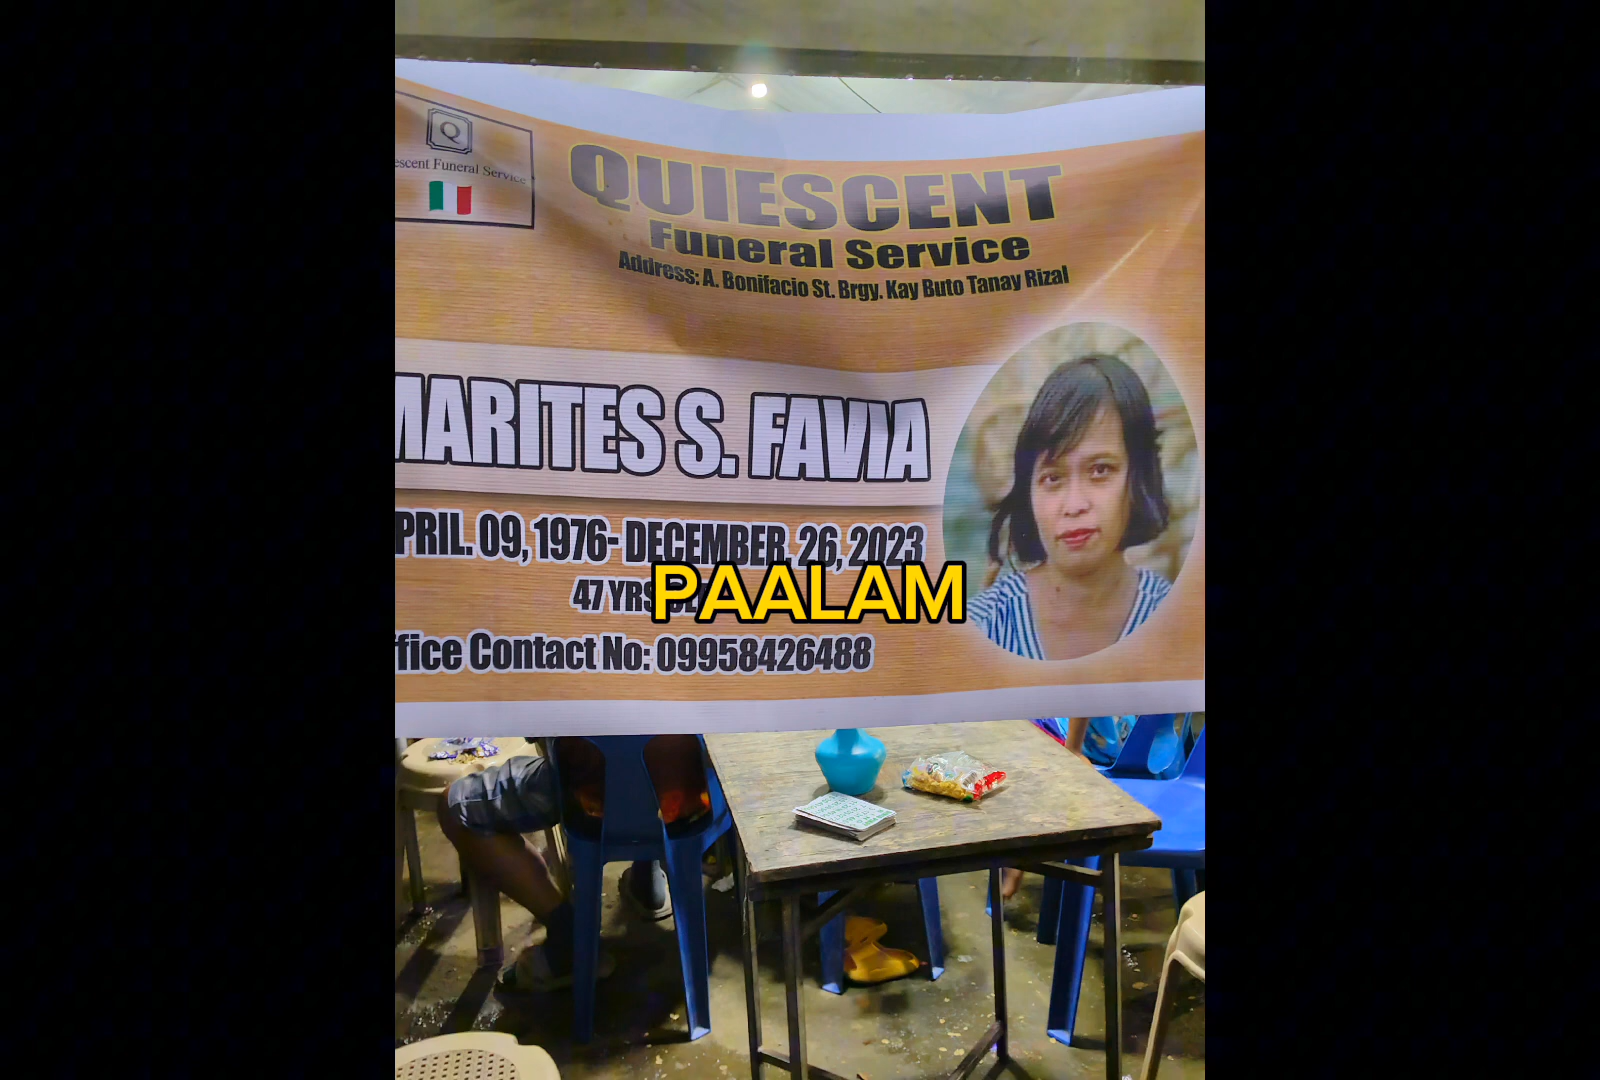 Q
escent Funeral Service
QUIESCENT
Funeral Service
Address: A. Bonifacio St. Brgy. Kay Buto Tanay Rizal
MARITES S. FAVIA
PRIL. 09, 1976- DECEMBER, 26, 2023
47 YRS
PAALAM
ffice Contact No: 09958426488